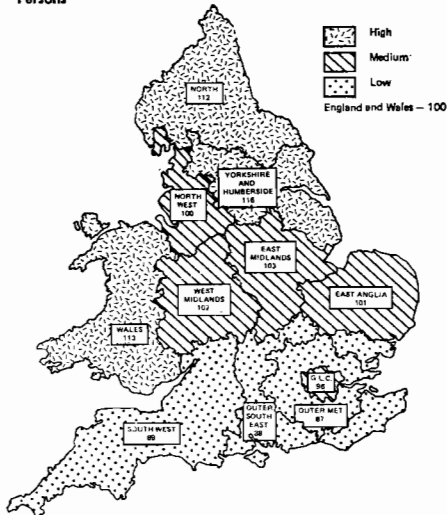 Persons
High
Medium
Low
England and Wales – 100
NORTH
112
YORKSHIRE
AND
HUMBERSIDE
116
NORTH
WEST
100
EAST
MIDLANDS
103
WEST
MIDLANDS
102
EAST ANGLIA
101
WALES
113
G.L.C.
96
OUTER MET
87
OUTER
SOUTH
EAST
SOUTH WEST
89